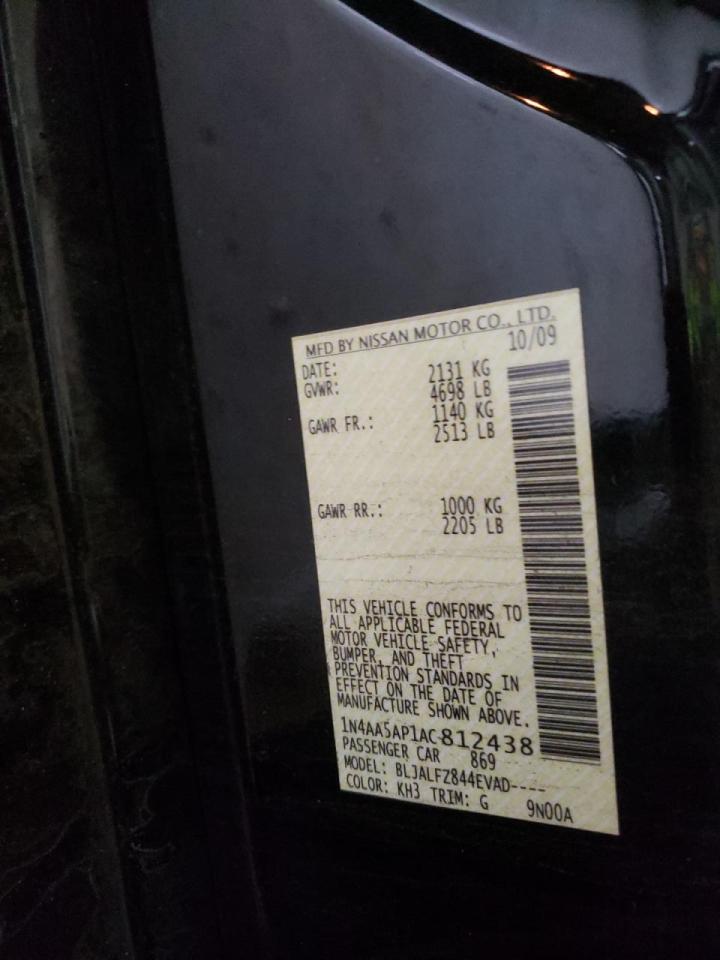 MFD BY NISSAN MOTOR CO., LTD.
DATE: 10/09
GVWR: 2131 KG
4698 LB
GAWR FR.: 1140 KG
2513 LB
GAWR RR.: 1000 KG
2205 LB
THIS VEHICLE CONFORMS TO
ALL APPLICABLE FEDERAL
MOTOR VEHICLE SAFETY,
BUMPER, AND THEFT
PREVENTION STANDARDS IN
EFFECT ON THE DATE OF
MANUFACTURE SHOWN ABOVE.
1N4AA5AP1AC812438
PASSENGER CAR 869
MODEL: BLJALFZ844EVAD----
COLOR: KH3 TRIM: G 9N00A